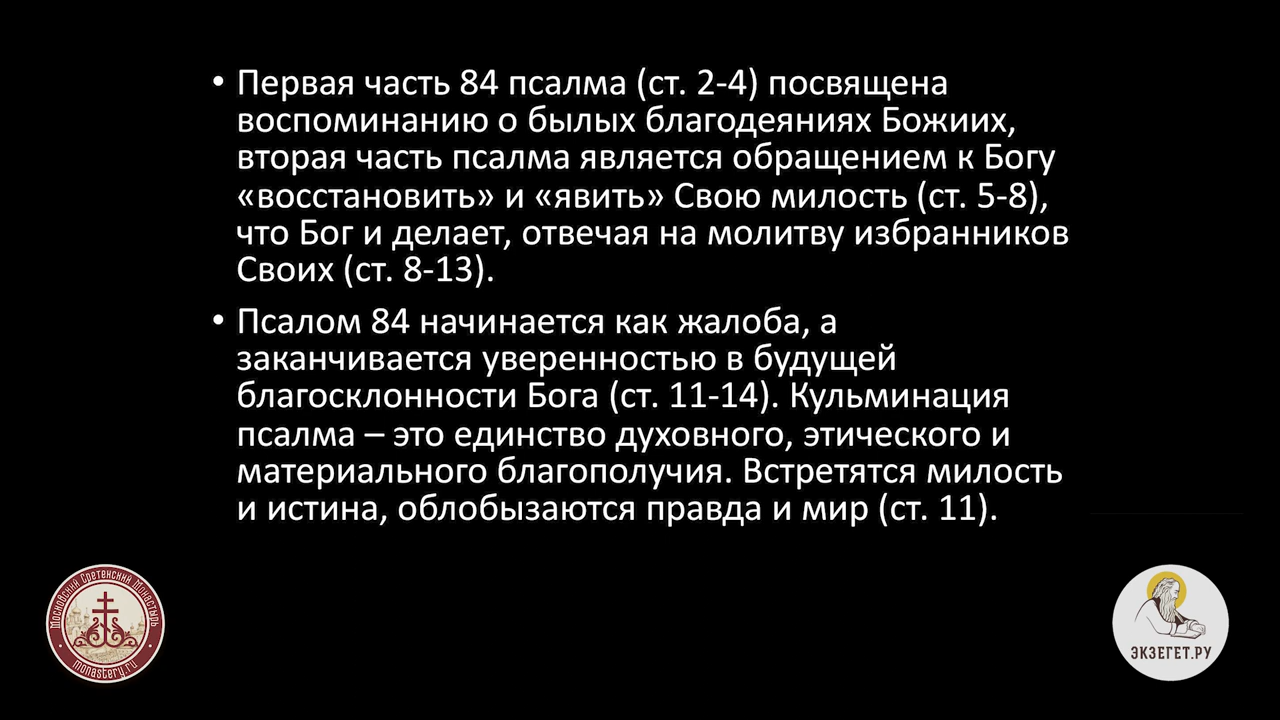 • Первая часть 84 псалма (ст. 2-4) посвящена
воспоминанию о былых благодеяниях Божиих,
вторая часть псалма является обращением к Богу
«восстановить» и «явить» Свою милость (ст. 5-8),
что Бог и делает, отвечая на молитву избранников
Своих (ст. 8-13).
• Псалом 84 начинается как жалоба, а
заканчивается уверенностью в будущей
благосклонности Бога (ст. 11-14). Кульминация
псалма – это единство духовного, этического и
материального благополучия. Встретятся милость
и истина, облобызаются правда и мир (ст. 11).
Московский Сретенский Монастырь
monastery.ru
ЭКЗЕГЕТ.РУ